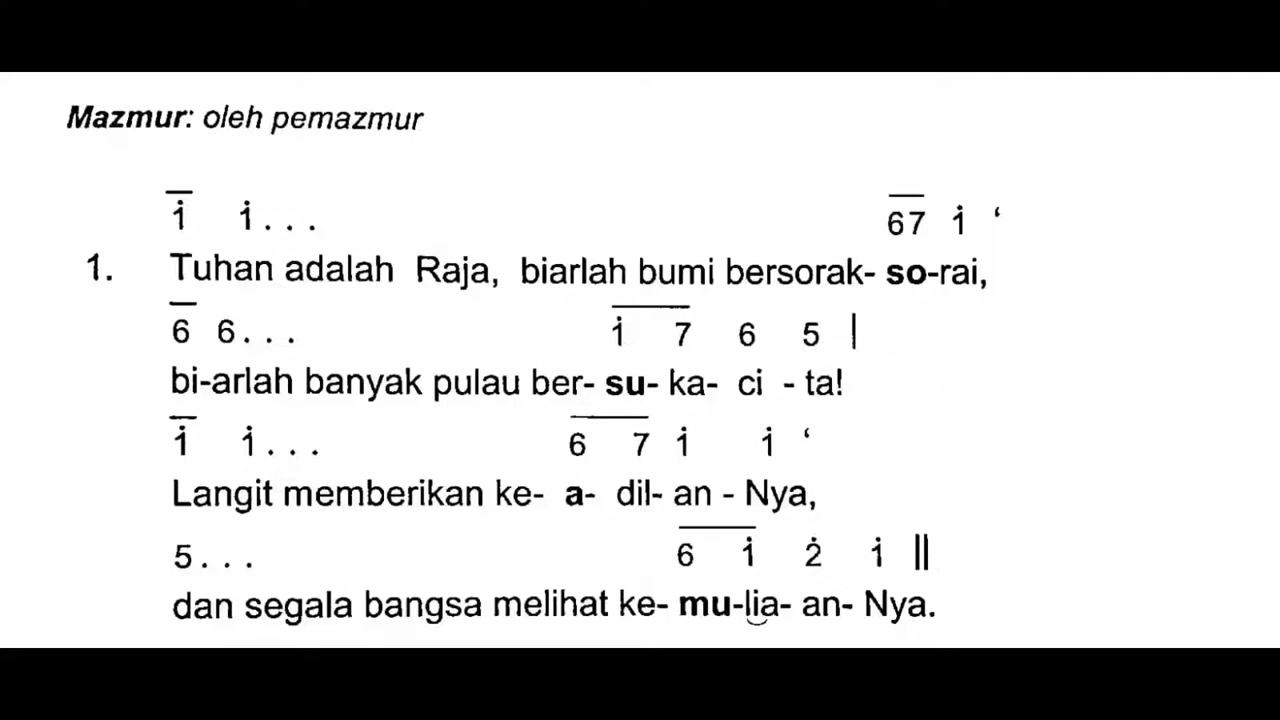 Mazmur: oleh pemazmur
1̇ 1̇ . . . 67 1̇ ‘
1. Tuhan adalah Raja, biarlah bumi bersorak- so-rai,
6 6 . . . 1̇ 7 6 5 |
bi-arlah banyak pulau ber- su- ka- ci - ta!
1̇ 1̇ . . . 6 7 1̇ 1̇ ‘
Langit memberikan ke- a- dil- an - Nya,
5 . . . 6 1̇ 2̇ 1̇ ||
dan segala bangsa melihat ke- mu-lia- an- Nya.